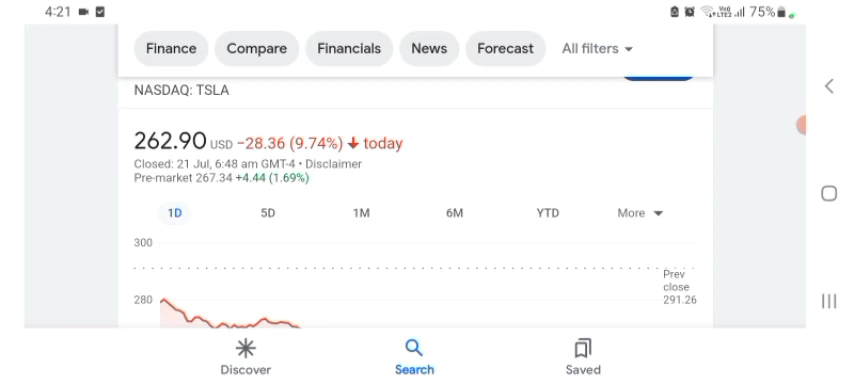 4:21
75%
Finance Compare Financials News Forecast All filters
NASDAQ: TSLA
262.90 USD −28.36 (9.74%) ↓ today
Closed: 21 Jul, 6:48 am GMT-4 • Disclaimer
Pre-market 267.34 +4.44 (1.69%)
1D 5D 1M 6M YTD More
300
Prev
close
291.26
280
Discover Search Saved